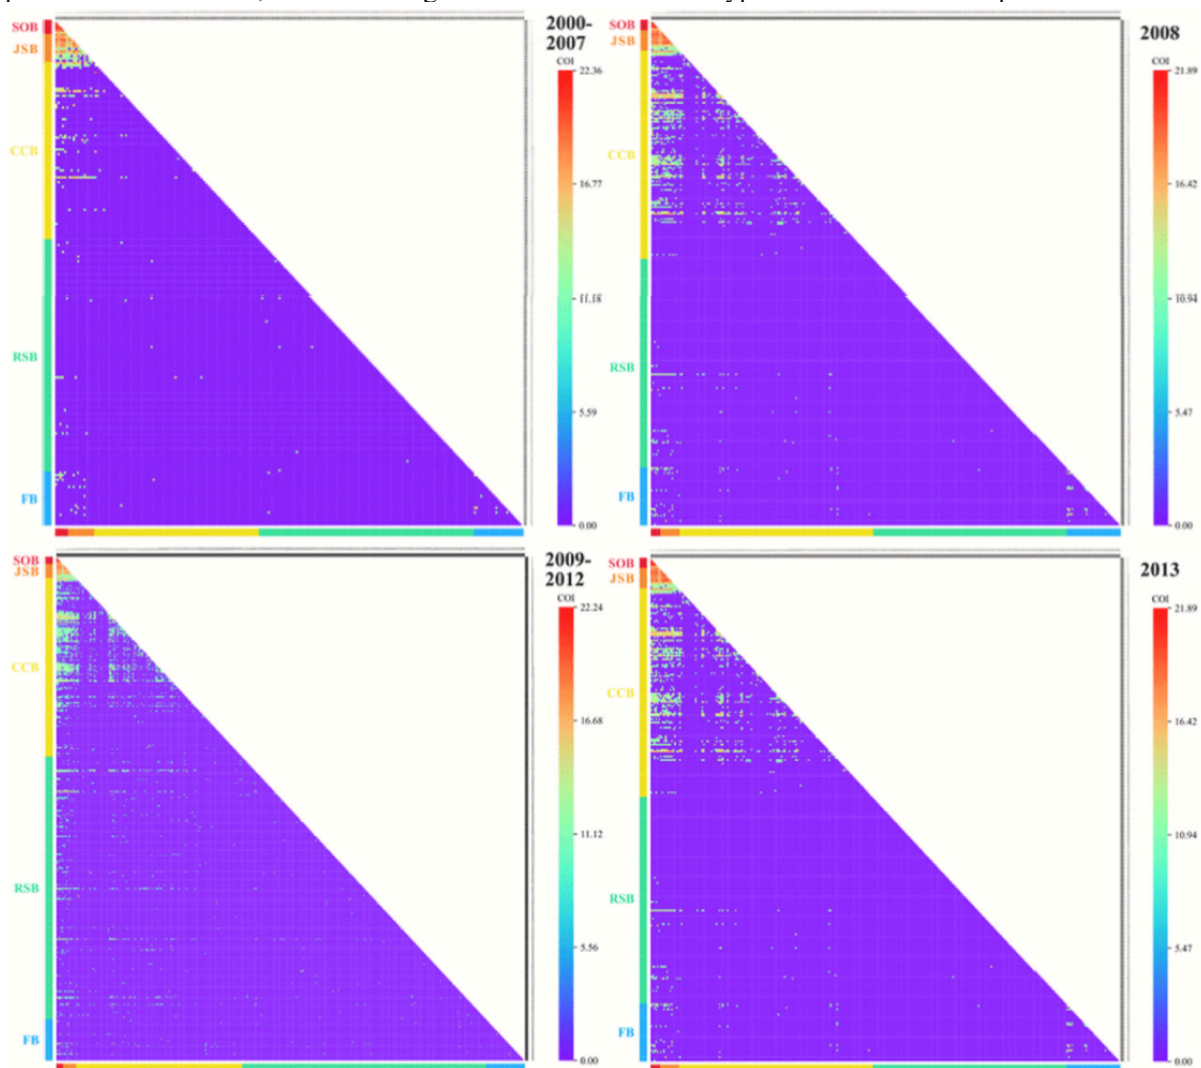 SOB
JSB
CCB
RSB
FB
2000-
2007
COI
22.36
16.77
11.18
5.59
0.00
SOB
JSB
CCB
RSB
FB
2008
COI
21.89
16.42
10.94
5.47
0.00
SOB
JSB
CCB
RSB
FB
2009-
2012
COI
22.24
16.68
11.12
5.56
0.00
SOB
JSB
CCB
RSB
FB
2013
COI
21.89
16.42
10.94
5.47
0.00